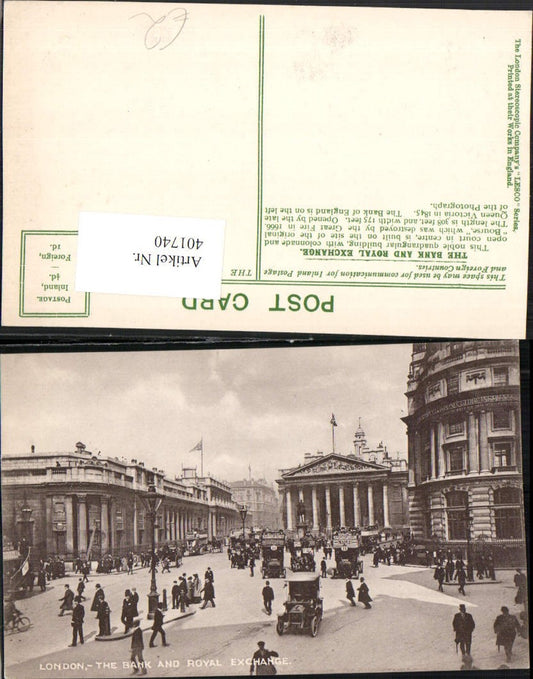 £2
The London Stereoscopic Company's "LESCO" Series.
Printed at their Works in England.
POST CARD
THE
This space may be used for communication for Inland Postage
and Foreign Countries.
THE BANK AND ROYAL EXCHANGE.
This noble quadrangular building, with colonnade and
open court in centre is built on the site of the original
"Bourse," which was destroyed by the Great Fire in 1666.
The length is 308 feet and width 175 feet. Opened by the late
Queen Victoria in 1845. The Bank of England is on the left
of the Photograph.
POSTAGE
Inland,
½d.
Foreign, —
1d.
Artikel Nr.
401740
LONDON,- THE BANK AND ROYAL EXCHANGE.